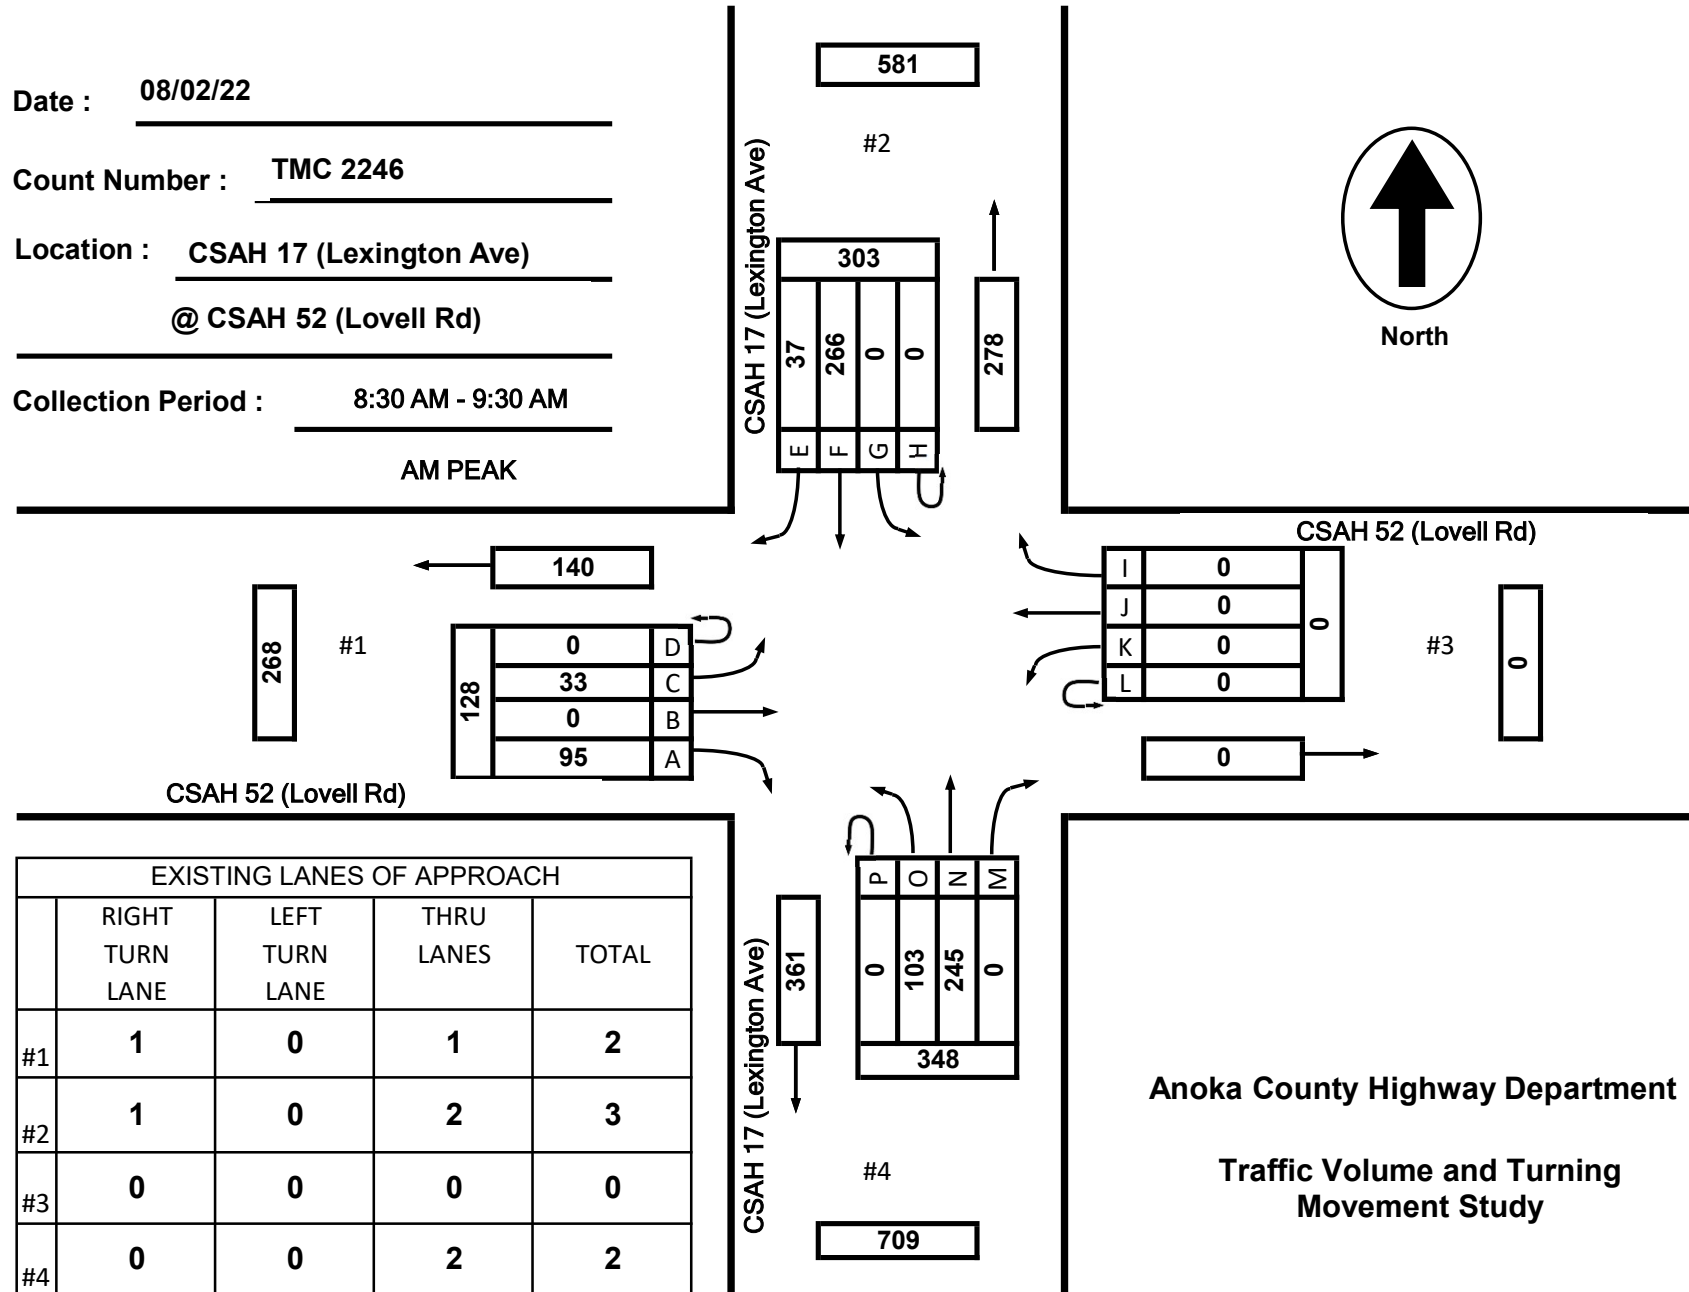 Date : 08/02/22
Count Number : TMC 2246
Location : CSAH 17 (Lexington Ave)
@ CSAH 52 (Lovell Rd)
Collection Period : 8:30 AM - 9:30 AM
AM PEAK
581
#2
CSAH 17 (Lexington Ave)
303
37 266 0 0
E F G H
278
North
CSAH 52 (Lovell Rd)
140
268
#1
128
0 D
33 C
0 B
95 A
CSAH 52 (Lovell Rd)
I 0
J 0
K 0
L 0
0
#3
0
0
P O N M
0 103 245 0
348
361
CSAH 17 (Lexington Ave)
#4
709
EXISTING LANES OF APPROACH
RIGHT LEFT THRU
TURN TURN LANES TOTAL
LANE LANE
#1 1 0 1 2
#2 1 0 2 3
#3 0 0 0 0
#4 0 0 2 2
Anoka County Highway Department
Traffic Volume and Turning
Movement Study